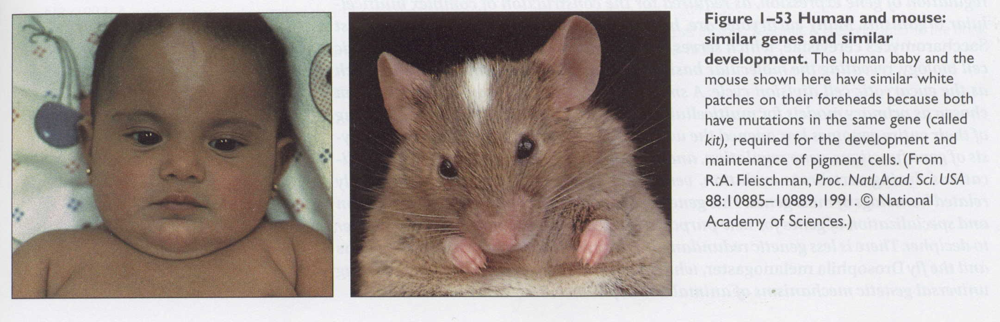 Figure 1–53 Human and mouse:
similar genes and similar
development. The human baby and the
mouse shown here have similar white
patches on their foreheads because both
have mutations in the same gene (called
kit), required for the development and
maintenance of pigment cells. (From
R.A. Fleischman, Proc. Natl Acad. Sci. USA
88:10885–10889, 1991. © National
Academy of Sciences.)